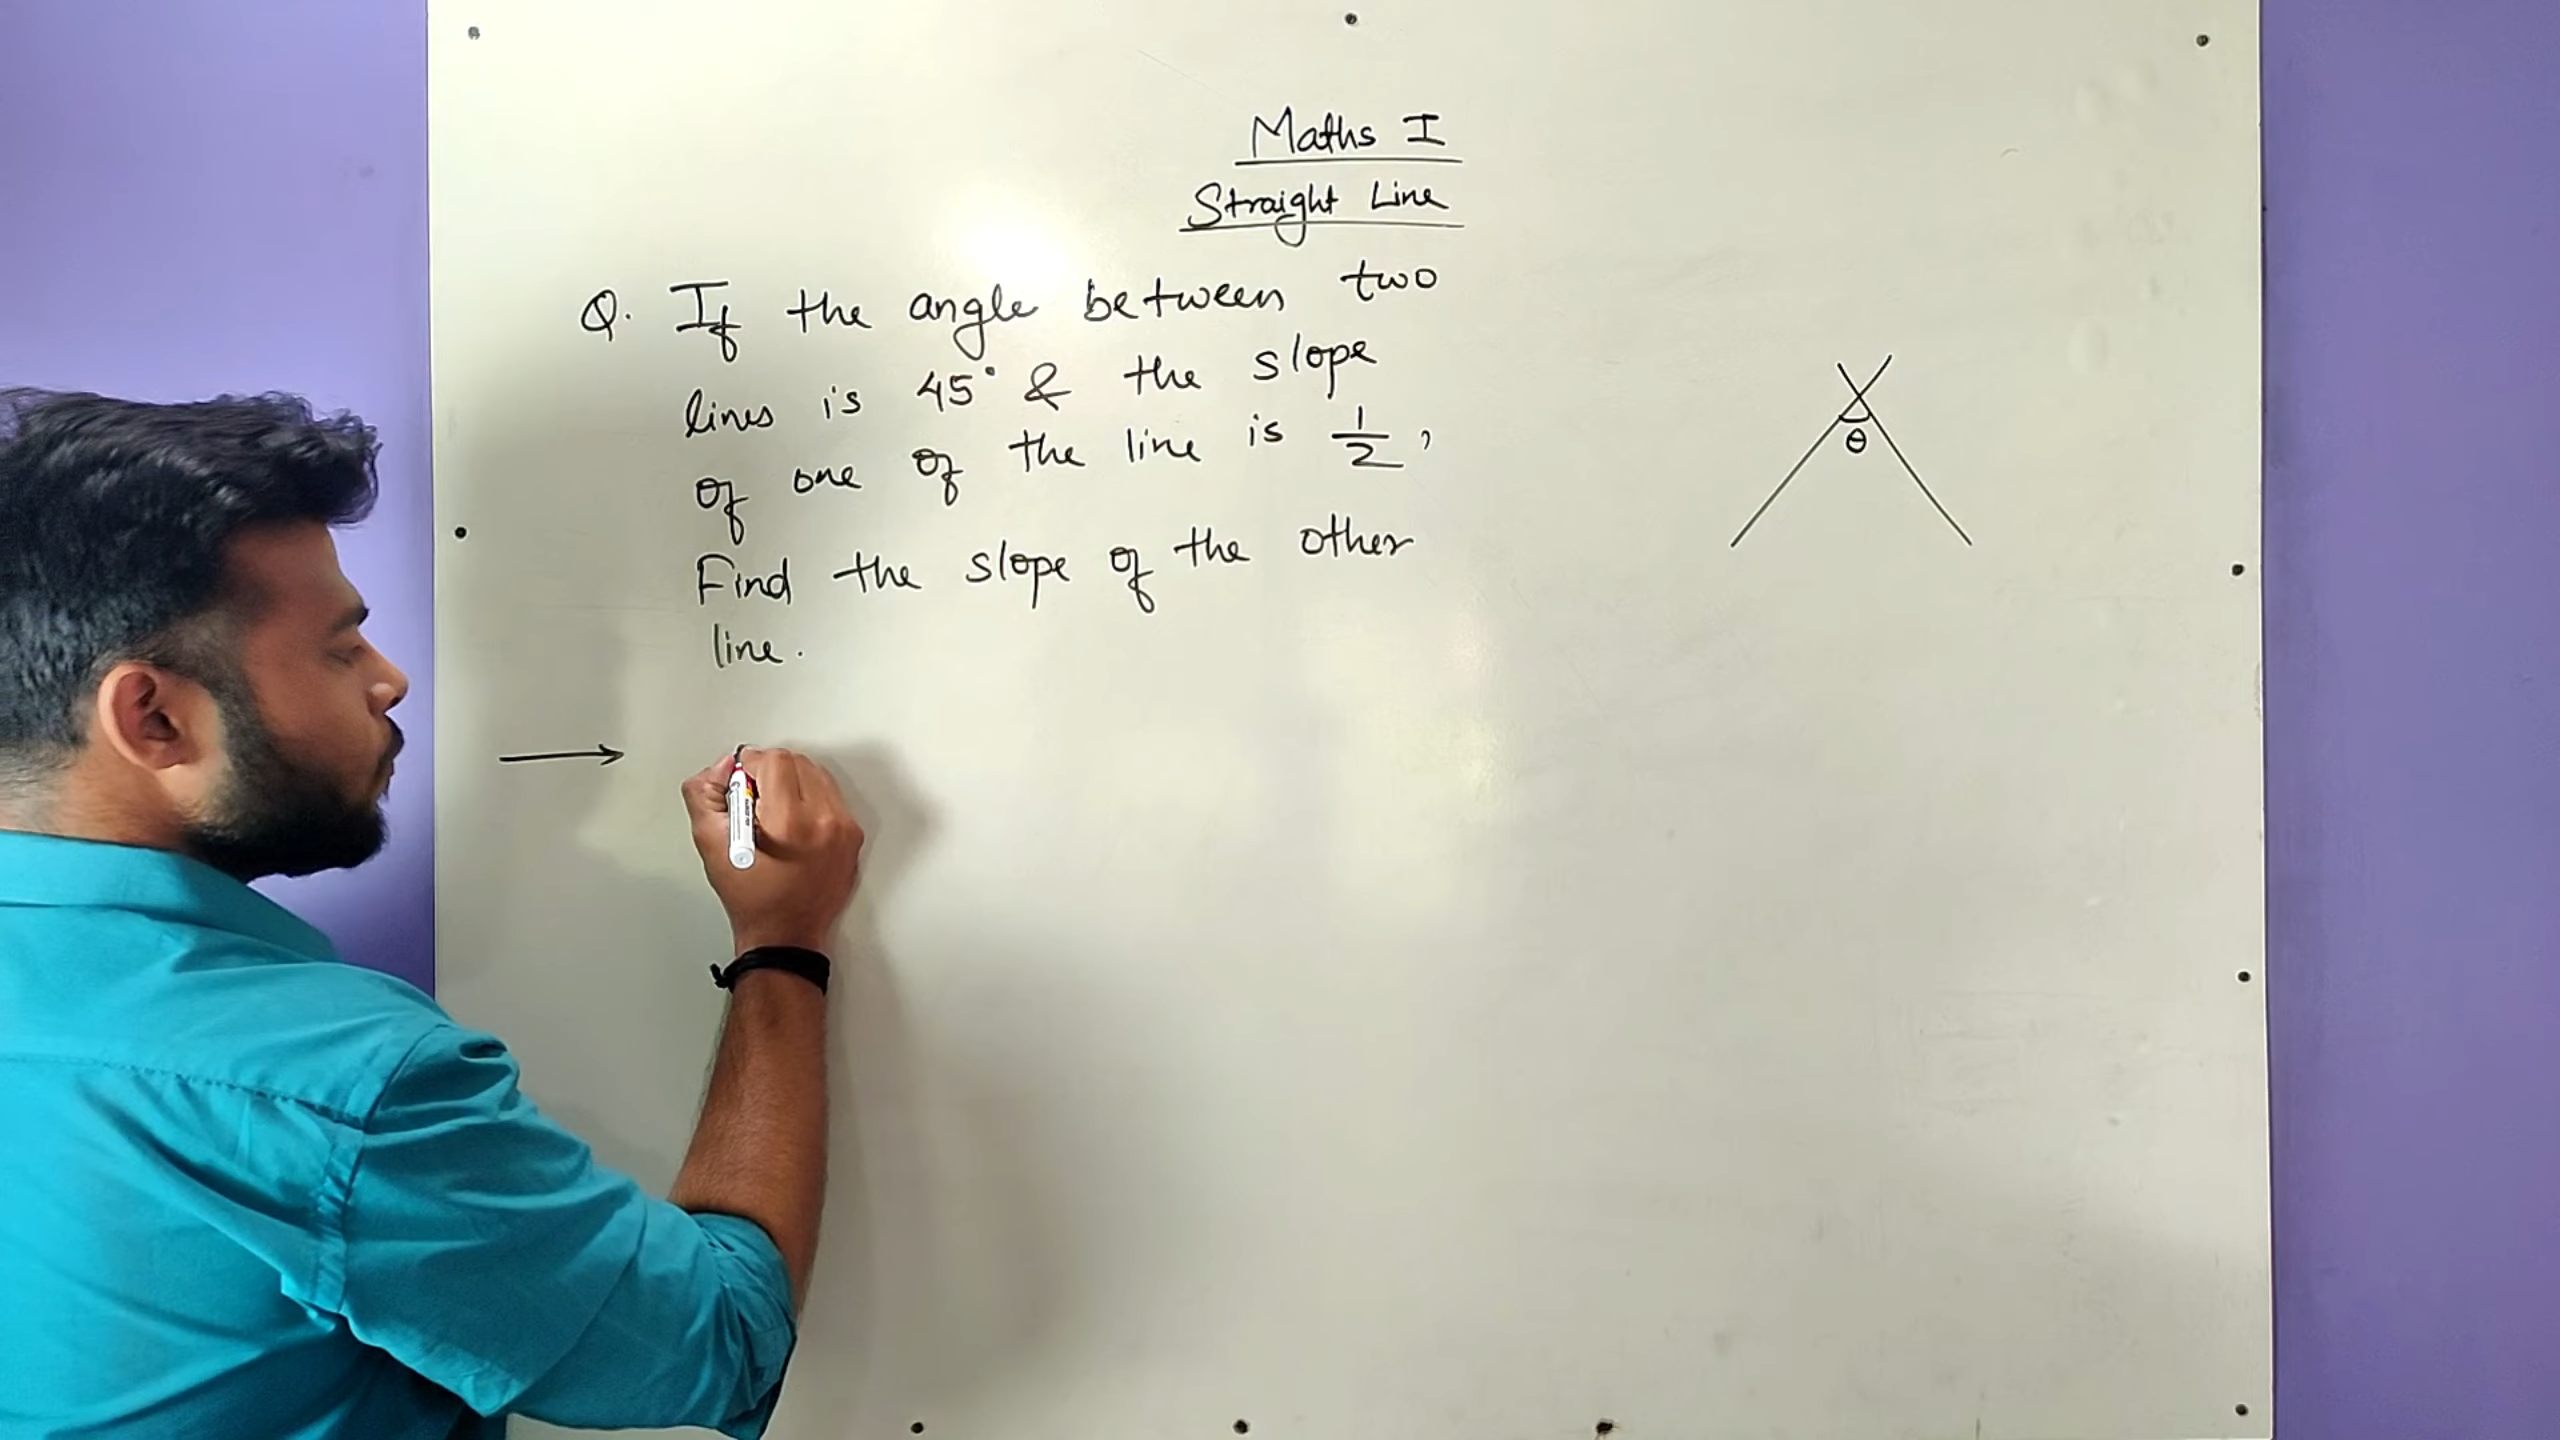 Maths I
Straight Line
Q. If the angle between two
lines is 45° & the slope
of one of the line is 1/2,
Find the slope of the other
line.
θ